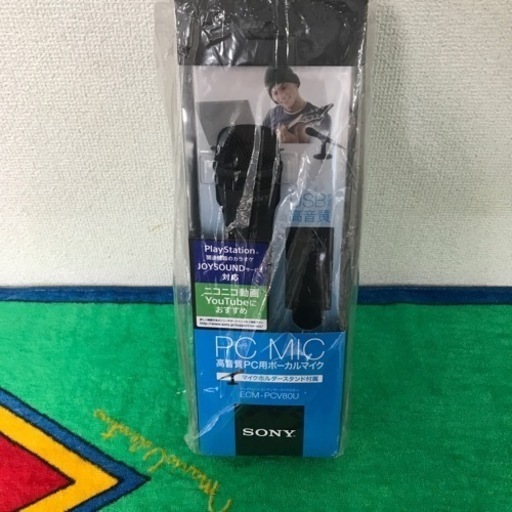 USB
高音質
PlayStation
JOYSOUND
対応
ニコニコ動画
YouTubeに
おすすめ
PC MIC
高音質PC用ボーカルマイク
マイクホルダースタンド付属
ECM-PCV80U
SONY